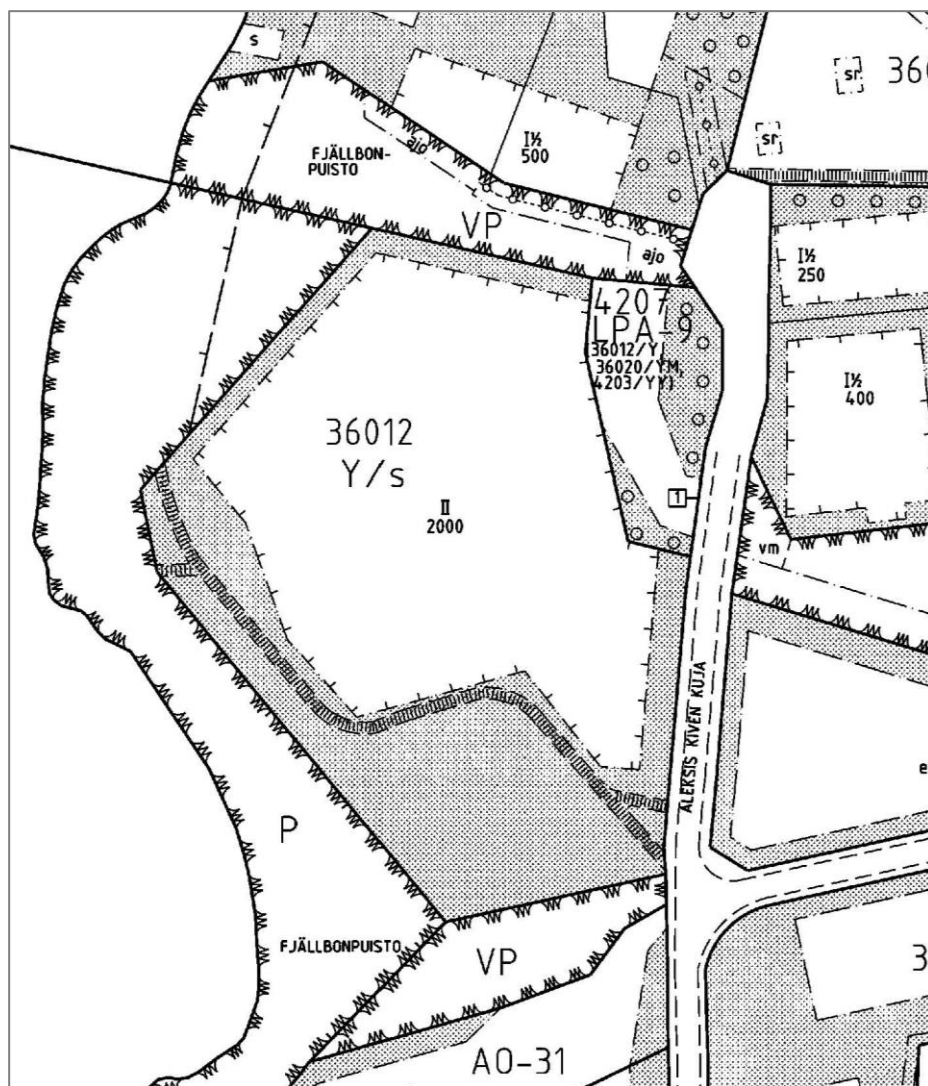 s
sr
360
sr
I½
500
ajo
FJÄLLBON-
PUISTO
VP
ajo
I½
250
4207
LPA-9
(36012/Y,
36020/YM,
4203/YY)
I½
400
36012
Y/s
II
2000
1
vm
ALEKSIS KIVEN KUJA
e
P
FJÄLLBONPUISTO
VP
3
AO-31